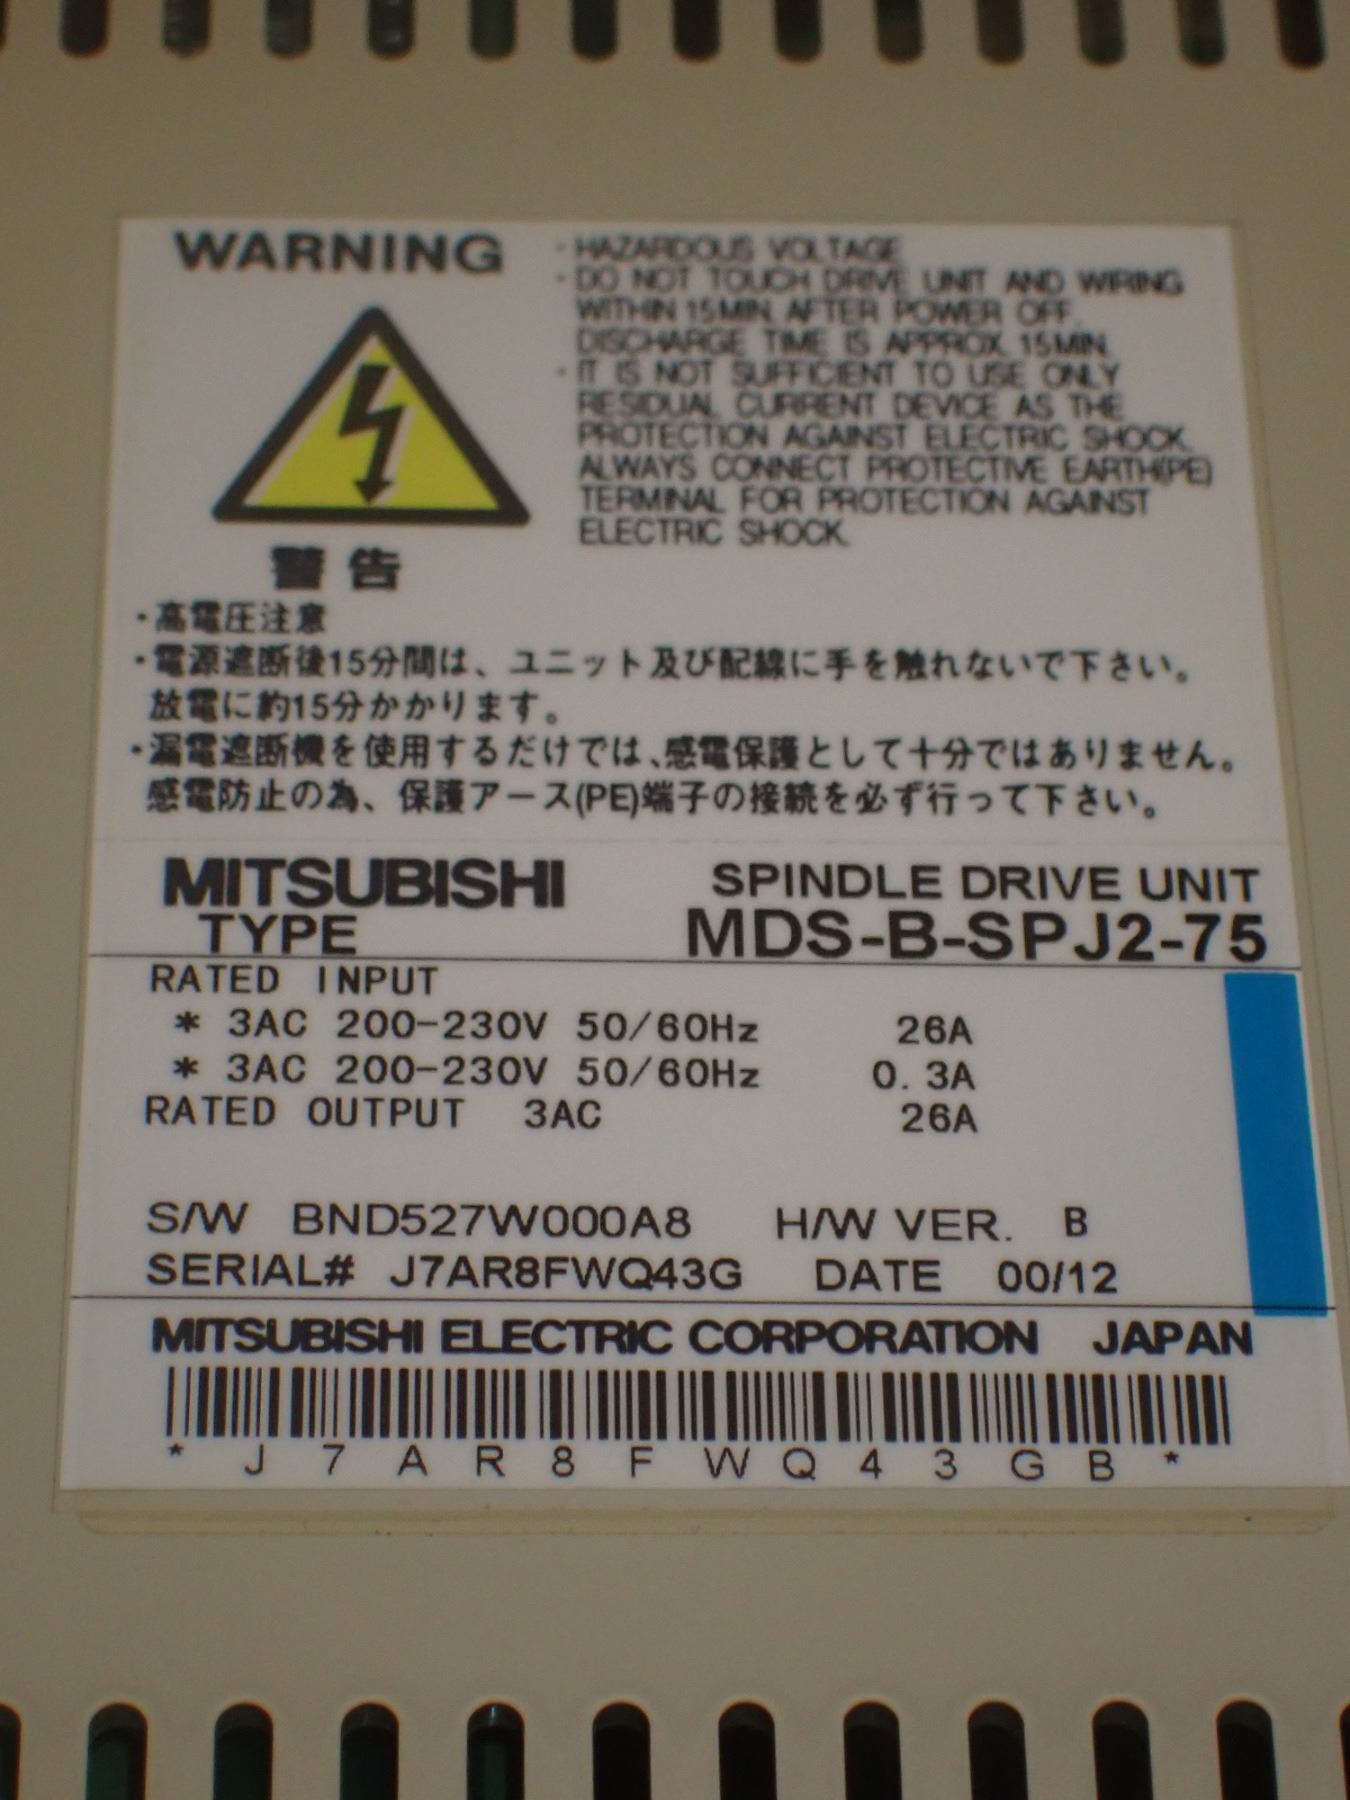 WARNING
· HAZARDOUS VOLTAGE
· DO NOT TOUCH DRIVE UNIT AND WIRING
WITHIN 15MIN. AFTER POWER OFF.
DISCHARGE TIME IS APPROX. 15MIN.
· IT IS NOT SUFFICIENT TO USE ONLY
RESIDUAL CURRENT DEVICE AS THE
PROTECTION AGAINST ELECTRIC SHOCK.
ALWAYS CONNECT PROTECTIVE EARTH(PE)
TERMINAL FOR PROTECTION AGAINST
ELECTRIC SHOCK.
警告
・高電圧注意
・電源遮断後15分間は、ユニット及び配線に手を触れないで下さい。
放電に約15分かかります。
・漏電遮断機を使用するだけでは、感電保護として十分ではありません。
感電防止の為、保護アース(PE)端子の接続を必ず行って下さい。
MITSUBISHI SPINDLE DRIVE UNIT
TYPE MDS-B-SPJ2-75
RATED INPUT
* 3AC 200-230V 50/60Hz 26A
* 3AC 200-230V 50/60Hz 0.3A
RATED OUTPUT 3AC 26A
S/W BND527W000A8 H/W VER. B
SERIAL# J7AR8FWQ43G DATE 00/12
MITSUBISHI ELECTRIC CORPORATION JAPAN
* J 7 A R 8 F W Q 4 3 G B *